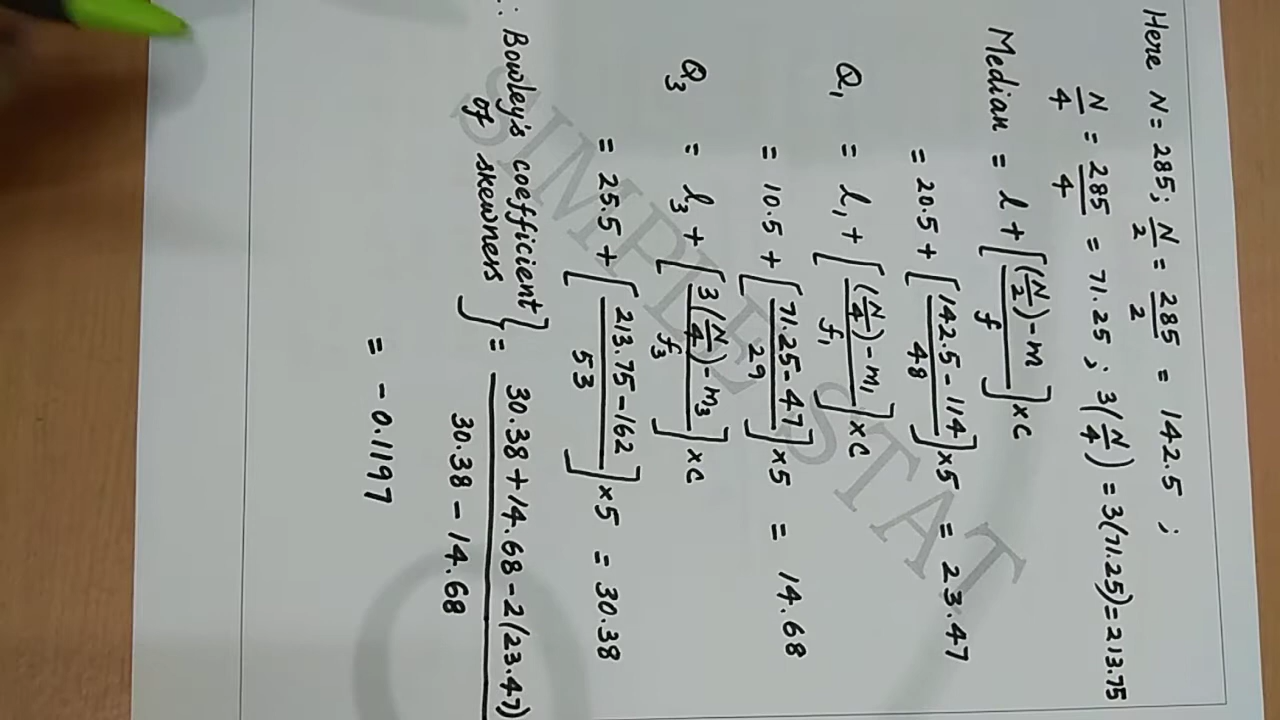 Here N = 285; N/2 = 285/2 = 142.5 ;
N/4 = 285/4 = 71.25 ; 3(N/4) = 3(71.25) = 213.75
Median = l + [((N/2) - m)/f] x c
= 20.5 + [(142.5 - 114)/48] x 5 = 23.47
Q₁ = l₁ + [((N/4) - m₁)/f₁] x c
= 10.5 + [(71.25 - 47)/29] x 5 = 14.68
Q₃ = l₃ + [(3(N/4) - m₃)/f₃] x c
= 25.5 + [(213.75 - 162)/53] x 5 = 30.38
∴ Bowley's coefficient of skewness } = (30.38 + 14.68 - 2(23.47))/(30.38 - 14.68)
= - 0.1197
SIMPLE STAT